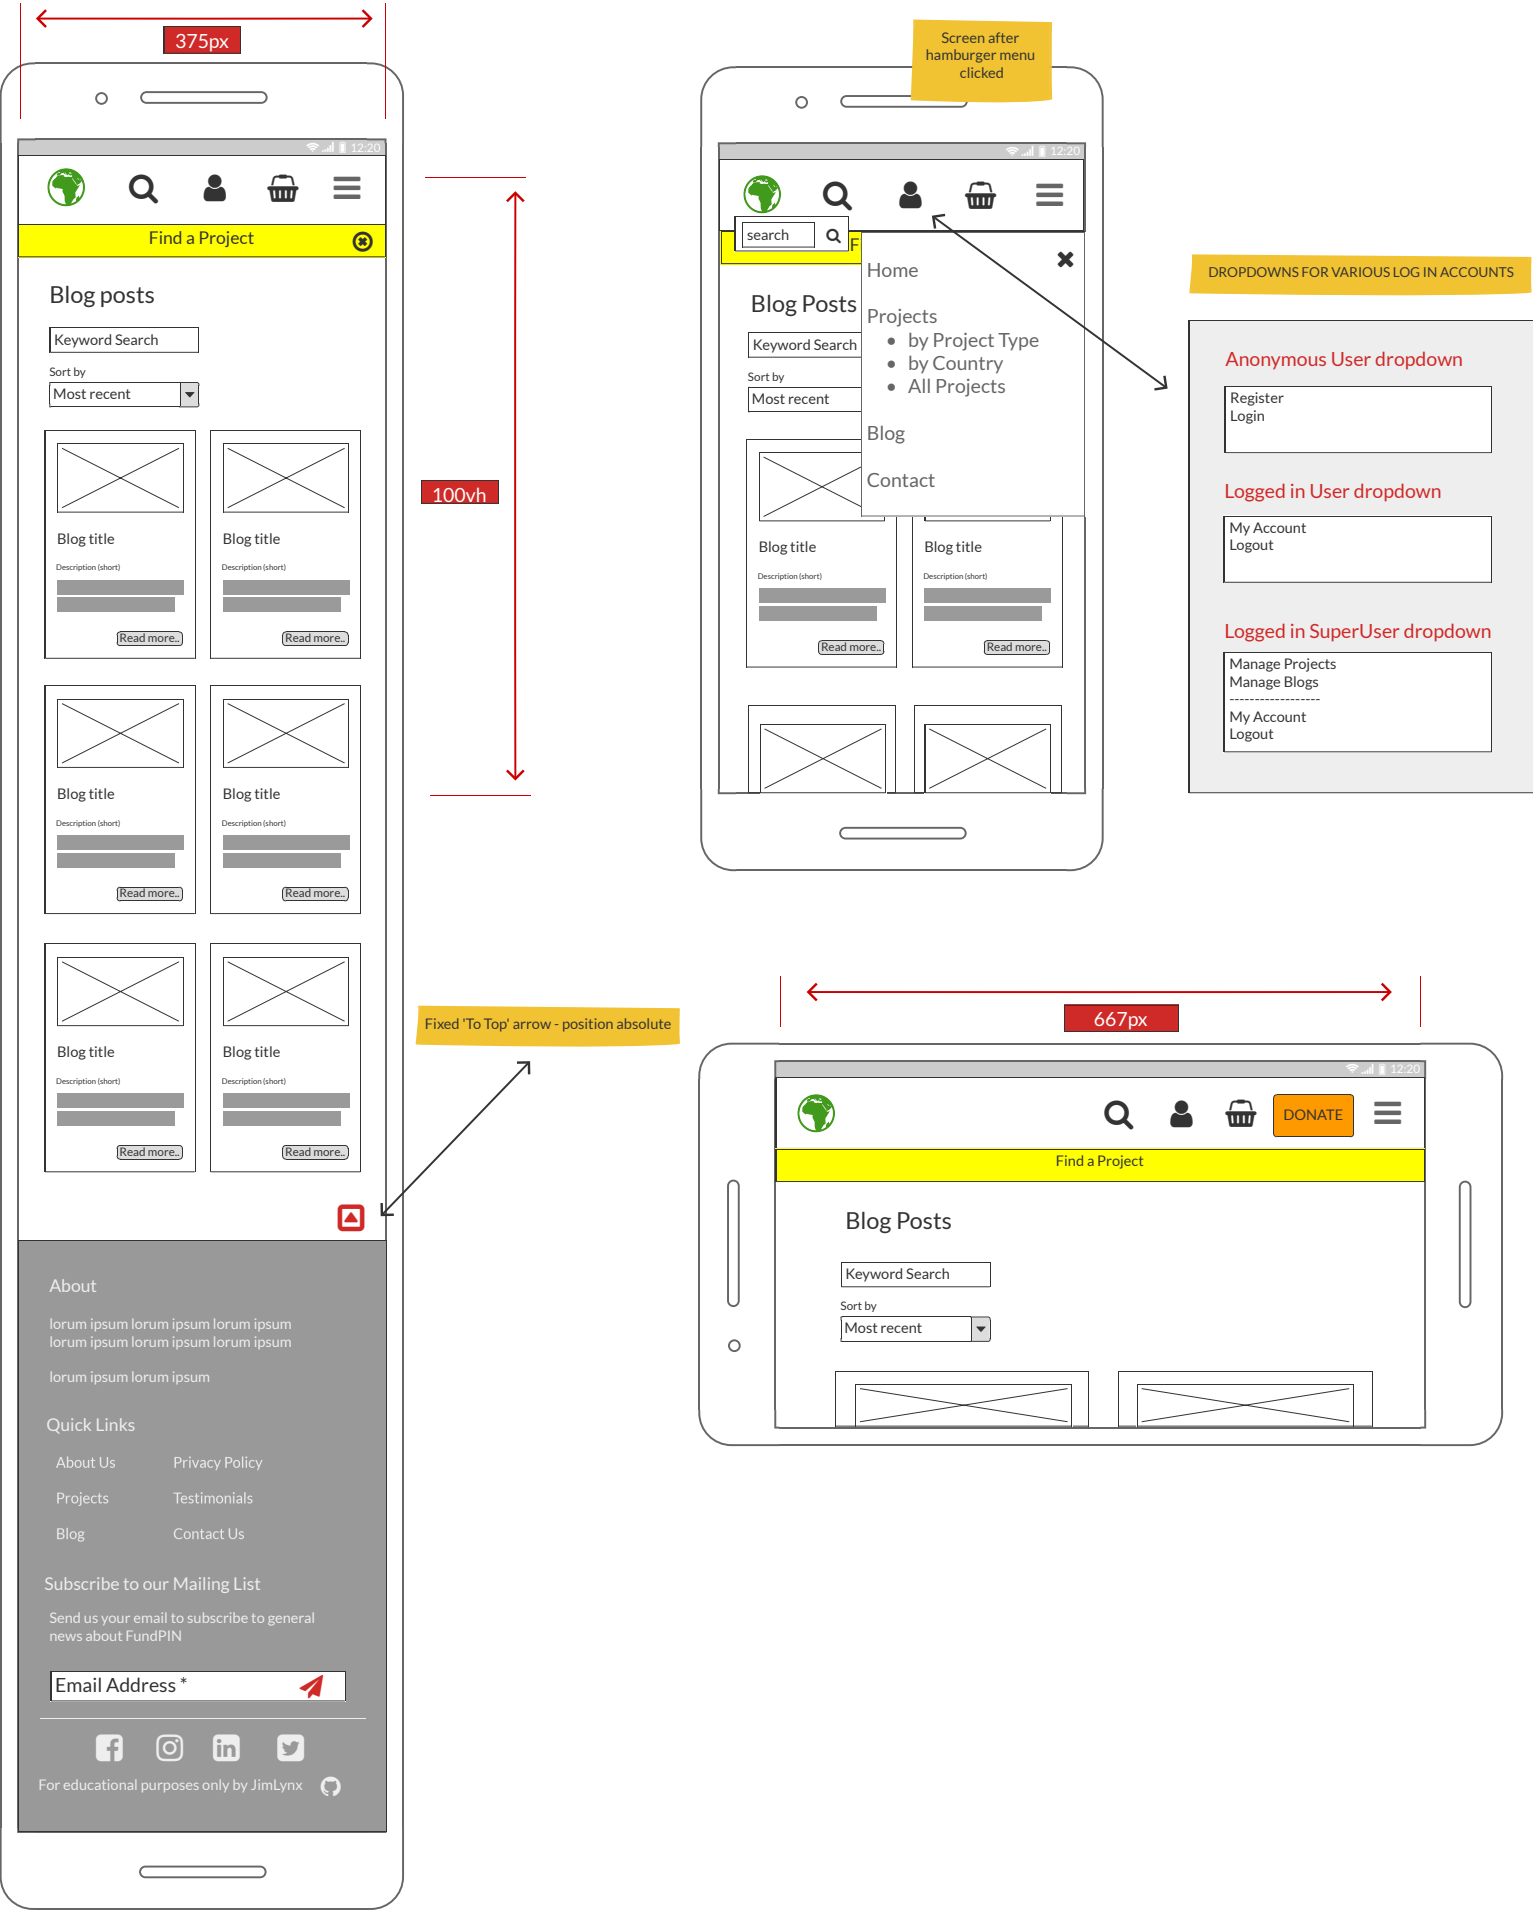 375px
12:20
Find a Project
Blog posts
Keyword Search
Sort by
Most recent
Blog title
Blog title
Description (short)
Description (short)
Read more..
Read more..
Blog title
Blog title
Description (short)
Description (short)
Read more..
Read more..
Blog title
Blog title
Description (short)
Description (short)
Read more..
Read more..
About
lorum ipsum lorum ipsum lorum ipsum
lorum ipsum lorum ipsum lorum ipsum
lorum ipsum lorum ipsum
Quick Links
About Us
Privacy Policy
Projects
Testimonials
Blog
Contact Us
Subscribe to our Mailing List
Send us your email to subscribe to general
news about FundPIN
Email Address *
For educational purposes only by JimLynx
100vh
Fixed 'To Top' arrow - position absolute
Screen after
hamburger menu
clicked
12:20
search
F
Home
Projects
• by Project Type
• by Country
• All Projects
Blog
Contact
Blog Posts
Keyword Search
Sort by
Most recent
Blog title
Blog title
Description (short)
Description (short)
Read more..
Read more..
DROPDOWNS FOR VARIOUS LOG IN ACCOUNTS
Anonymous User dropdown
Register
Login
Logged in User dropdown
My Account
Logout
Logged in SuperUser dropdown
Manage Projects
Manage Blogs
------------------
My Account
Logout
667px
12:20
DONATE
Find a Project
Blog Posts
Keyword Search
Sort by
Most recent